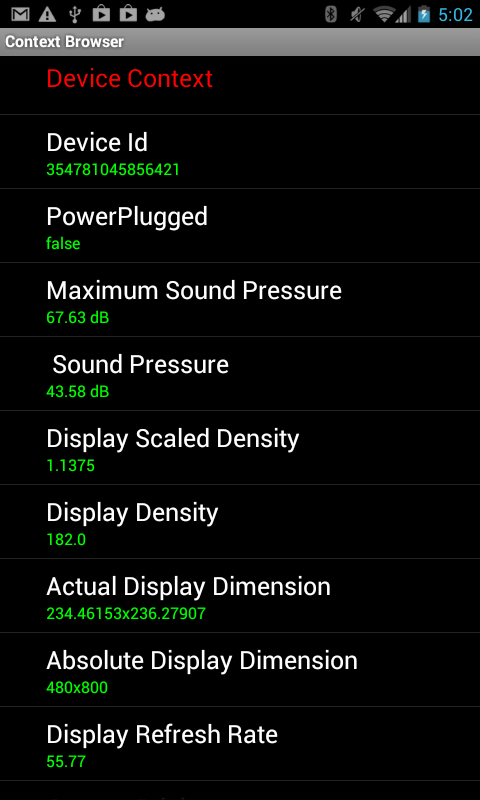 5:02
Context Browser
Device Context
Device Id
354781045856421
PowerPlugged
false
Maximum Sound Pressure
67.63 dB
Sound Pressure
43.58 dB
Display Scaled Density
1.1375
Display Density
182.0
Actual Display Dimension
234.46153x236.27907
Absolute Display Dimension
480x800
Display Refresh Rate
55.77